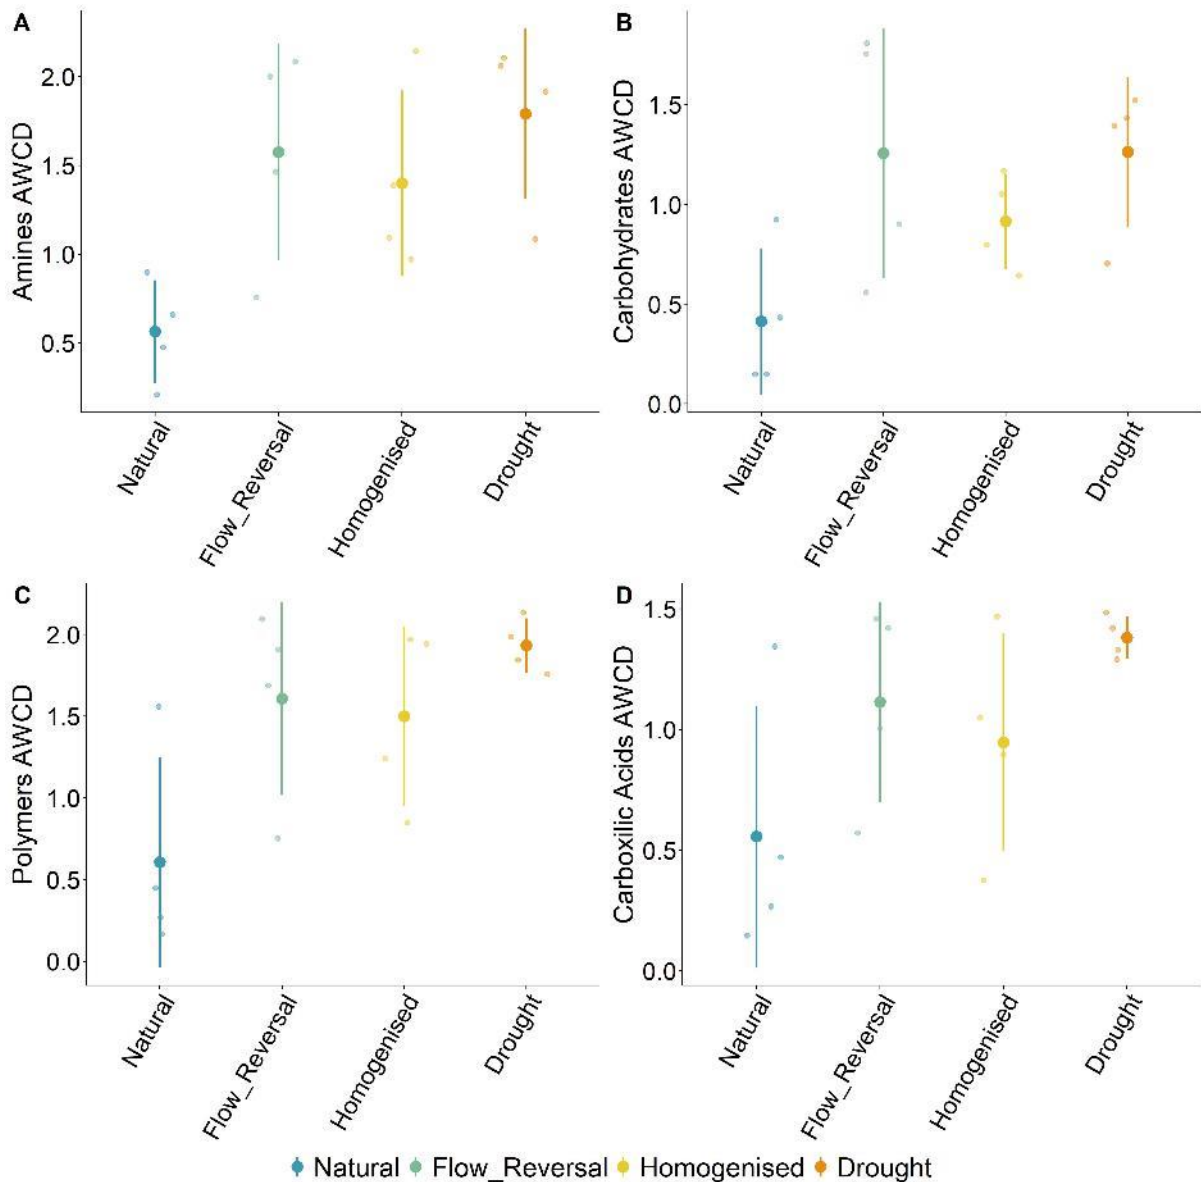 A
Amines AWCD
2.0
1.5
1.0
0.5
Natural
Flow_Reversal
Homogenised
Drought
B
Carbohydrates AWCD
1.5
1.0
0.5
0.0
Natural
Flow_Reversal
Homogenised
Drought
C
Polymers AWCD
2.0
1.5
1.0
0.5
0.0
Natural
Flow_Reversal
Homogenised
Drought
D
Carboxilic Acids AWCD
1.5
1.0
0.5
0.0
Natural
Flow_Reversal
Homogenised
Drought
Natural Flow_Reversal Homogenised Drought